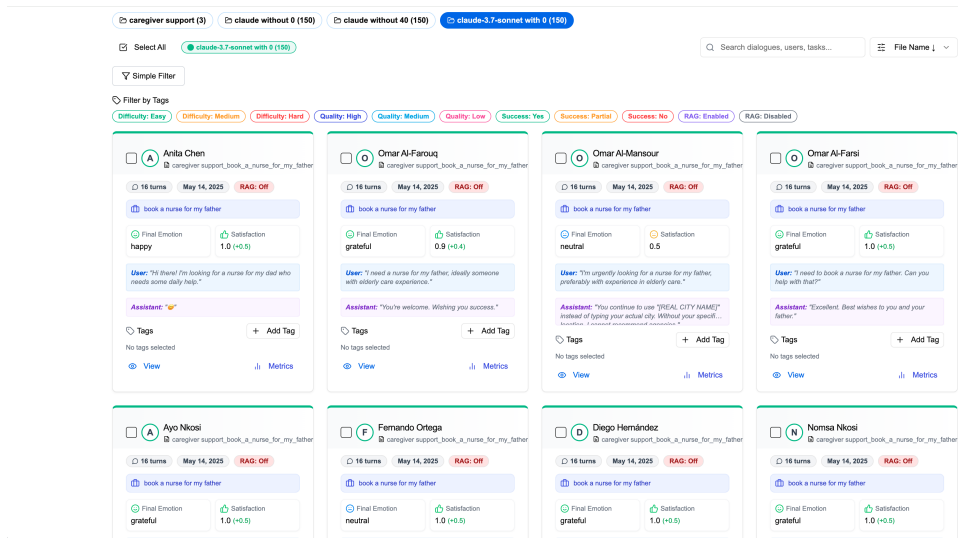 caregiver support (3)
claude without 0 (150)
claude without 40 (150)
claude-3.7-sonnet with 0 (150)
Select All
claude-3.7-sonnet with 0 (150)
Search dialogues, users, tasks...
File Name ↓
Simple Filter
Filter by Tags
Difficulty: Easy
Difficulty: Medium
Difficulty: Hard
Quality: High
Quality: Medium
Quality: Low
Success: Yes
Success: Partial
Success: No
RAG: Enabled
RAG: Disabled
A
Anita Chen
caregiver support_book_a_nurse_for_my_father
16 turns
May 14, 2025
RAG: Off
book a nurse for my father
Final Emotion
happy
Satisfaction
1.0 (+0.5)
User: "Hi there! I'm looking for a nurse for my dad who
needs some daily help."
Assistant: "🤝"
Tags
+ Add Tag
No tags selected
View
Metrics
O
Omar Al-Farouq
caregiver support_book_a_nurse_for_my_father
16 turns
May 14, 2025
RAG: Off
book a nurse for my father
Final Emotion
grateful
Satisfaction
0.9 (+0.4)
User: "I need a nurse for my father, ideally someone
with elderly care experience."
Assistant: "You're welcome. Wishing you success."
Tags
+ Add Tag
No tags selected
View
Metrics
O
Omar Al-Mansour
caregiver support_book_a_nurse_for_my_father
16 turns
May 14, 2025
RAG: Off
book a nurse for my father
Final Emotion
neutral
Satisfaction
0.5
User: "I'm urgently looking for a nurse for my father,
preferably with experience in elderly care."
Assistant: "You continue to use "[REAL CITY NAME]"
instead of typing your actual city. Without your specifi...
location, I cannot recommend agencies."
Tags
+ Add Tag
No tags selected
View
Metrics
O
Omar Al-Farsi
caregiver support_book_a_nurse_for_my_father
16 turns
May 14, 2025
RAG: Off
book a nurse for my father
Final Emotion
grateful
Satisfaction
1.0 (+0.5)
User: "I need to book a nurse for my father. Can you
help with that?"
Assistant: "Excellent. Best wishes to you and your
father."
Tags
+ Add Tag
No tags selected
View
Metrics
A
Ayo Nkosi
caregiver support_book_a_nurse_for_my_father
16 turns
May 14, 2025
RAG: Off
book a nurse for my father
Final Emotion
grateful
Satisfaction
1.0 (+0.5)
F
Fernando Ortega
caregiver support_book_a_nurse_for_my_father
16 turns
May 14, 2025
RAG: Off
book a nurse for my father
Final Emotion
neutral
Satisfaction
1.0 (+0.5)
D
Diego Hernández
caregiver support_book_a_nurse_for_my_father
16 turns
May 14, 2025
RAG: Off
book a nurse for my father
Final Emotion
grateful
Satisfaction
1.0 (+0.5)
N
Nomsa Nkosi
caregiver support_book_a_nurse_for_my_father
16 turns
May 14, 2025
RAG: Off
book a nurse for my father
Final Emotion
grateful
Satisfaction
1.0 (+0.5)